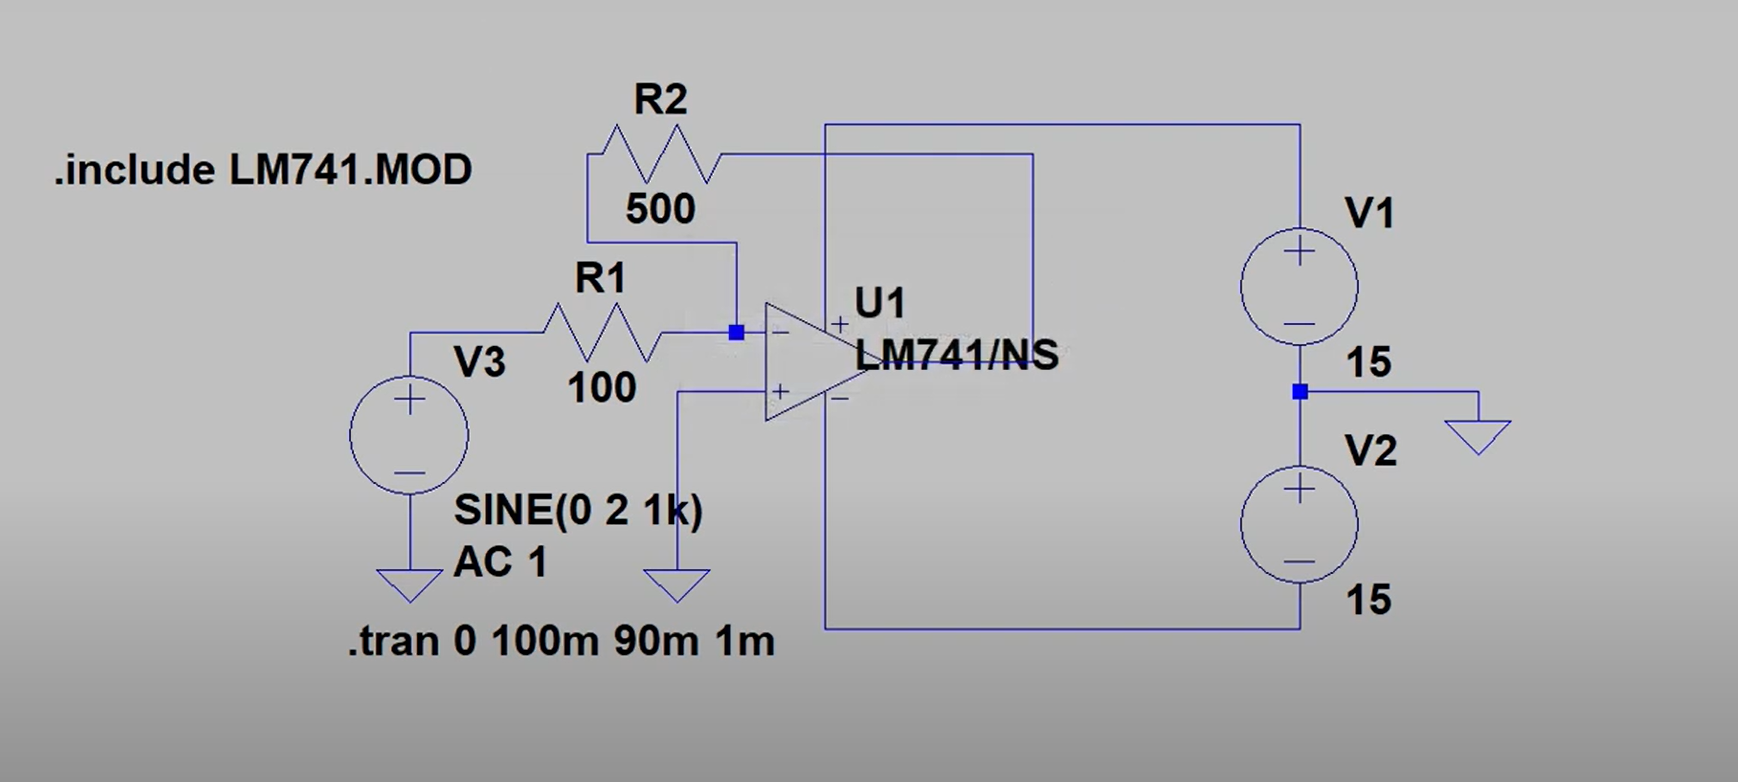 R2
.include LM741.MOD
500
V1
R1
U1
V3
LM741/NS
15
100
V2
SINE(0 2 1k)
AC 1
15
.tran 0 100m 90m 1m